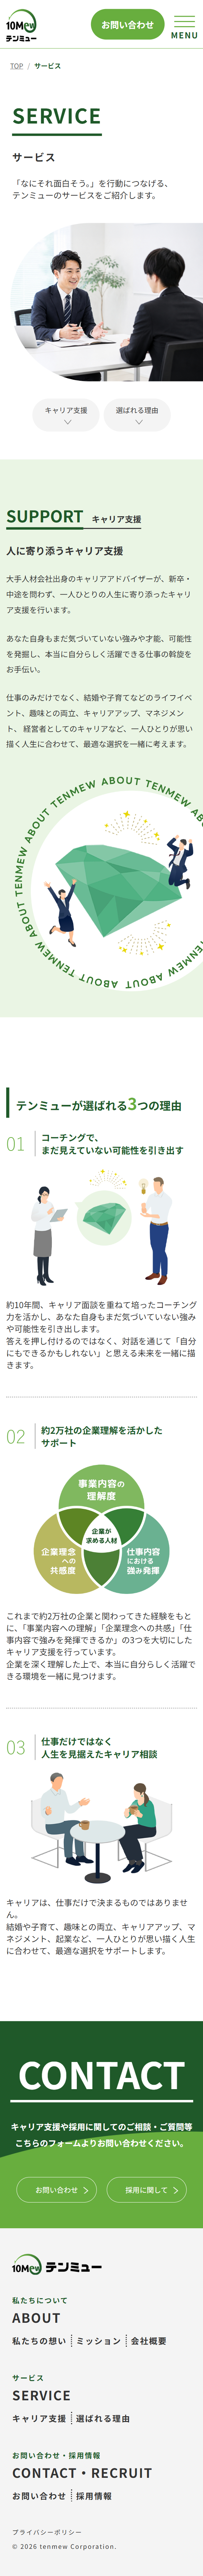 10Mew
テンミュー
お問い合わせ
MENU
TOP / サービス
SERVICE
サービス
「なにそれ面白そう。」を行動につなげる、
テンミューのサービスをご紹介します。
キャリア支援
選ばれる理由
SUPPORT キャリア支援
人に寄り添うキャリア支援
大手人材会社出身のキャリアアドバイザーが、新卒・
中途を問わず、一人ひとりの人生に寄り添ったキャリ
ア支援を行います。
あなた自身もまだ気づいていない強みや才能、可能性
を発掘し、本当に自分らしく活躍できる仕事の斡旋を
お手伝い。
仕事のみだけでなく、結婚や子育てなどのライフイベ
ント、趣味との両立、キャリアアップ、マネジメン
ト、 経営者としてのキャリアなど、一人ひとりが思い
描く人生に合わせて、最適な選択を一緒に考えます。
ABOUT TENMEW ABOUT TENMEW ABOUT TENMEW ABOUT TENMEW ABOUT TENMEW
テンミューが選ばれる3つの理由
01
コーチングで、
まだ見えていない可能性を引き出す
約10年間、キャリア面談を重ねて培ったコーチング
力を活かし、あなた自身もまだ気づいていない強み
や可能性を引き出します。
答えを押し付けるのではなく、対話を通じて「自分
にもできるかもしれない」と思える未来を一緒に描
きます。
02
約2万社の企業理解を活かした
サポート
事業内容の
理解度
企業が
求める人材
企業理念
への
共感度
仕事内容
における
強み発揮
これまで約2万社の企業と関わってきた経験をもと
に、「事業内容への理解」「企業理念への共感」「仕
事内容で強みを発揮できるか」の3つを大切にした
キャリア支援を行っています。
企業を深く理解した上で、本当に自分らしく活躍で
きる環境を一緒に見つけます。
03
仕事だけではなく
人生を見据えたキャリア相談
キャリアは、仕事だけで決まるものではありませ
ん。
結婚や子育て、趣味との両立、キャリアアップ、マ
ネジメント、起業など、一人ひとりが思い描く人生
に合わせて、最適な選択をサポートします。
CONTACT
キャリア支援や採用に関してのご相談・ご質問等
こちらのフォームよりお問い合わせください。
お問い合わせ
採用に関して
10Mew テンミュー
私たちについて
ABOUT
私たちの想い ミッション 会社概要
サービス
SERVICE
キャリア支援 選ばれる理由
お問い合わせ・採用情報
CONTACT・RECRUIT
お問い合わせ 採用情報
プライバシーポリシー
© 2026 tenmew Corporation.